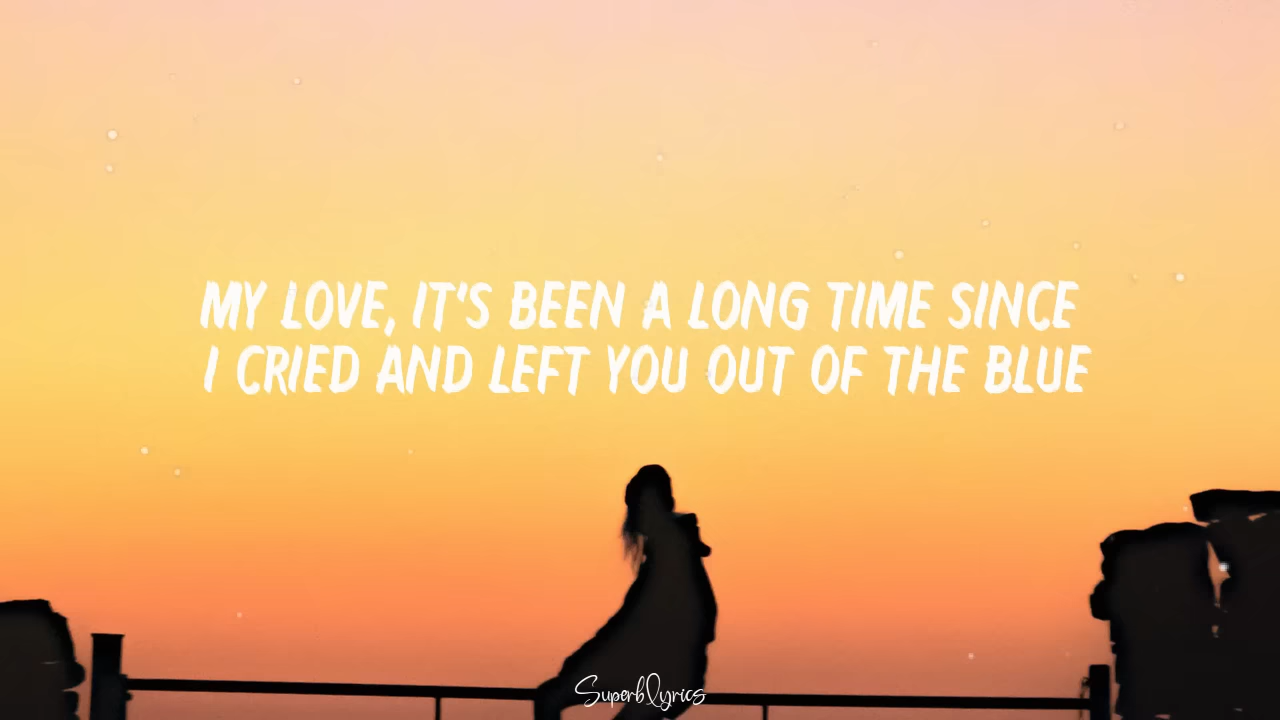 MY LOVE, IT'S BEEN A LONG TIME SINCE
I CRIED AND LEFT YOU OUT OF THE BLUE
SuperbLyrics